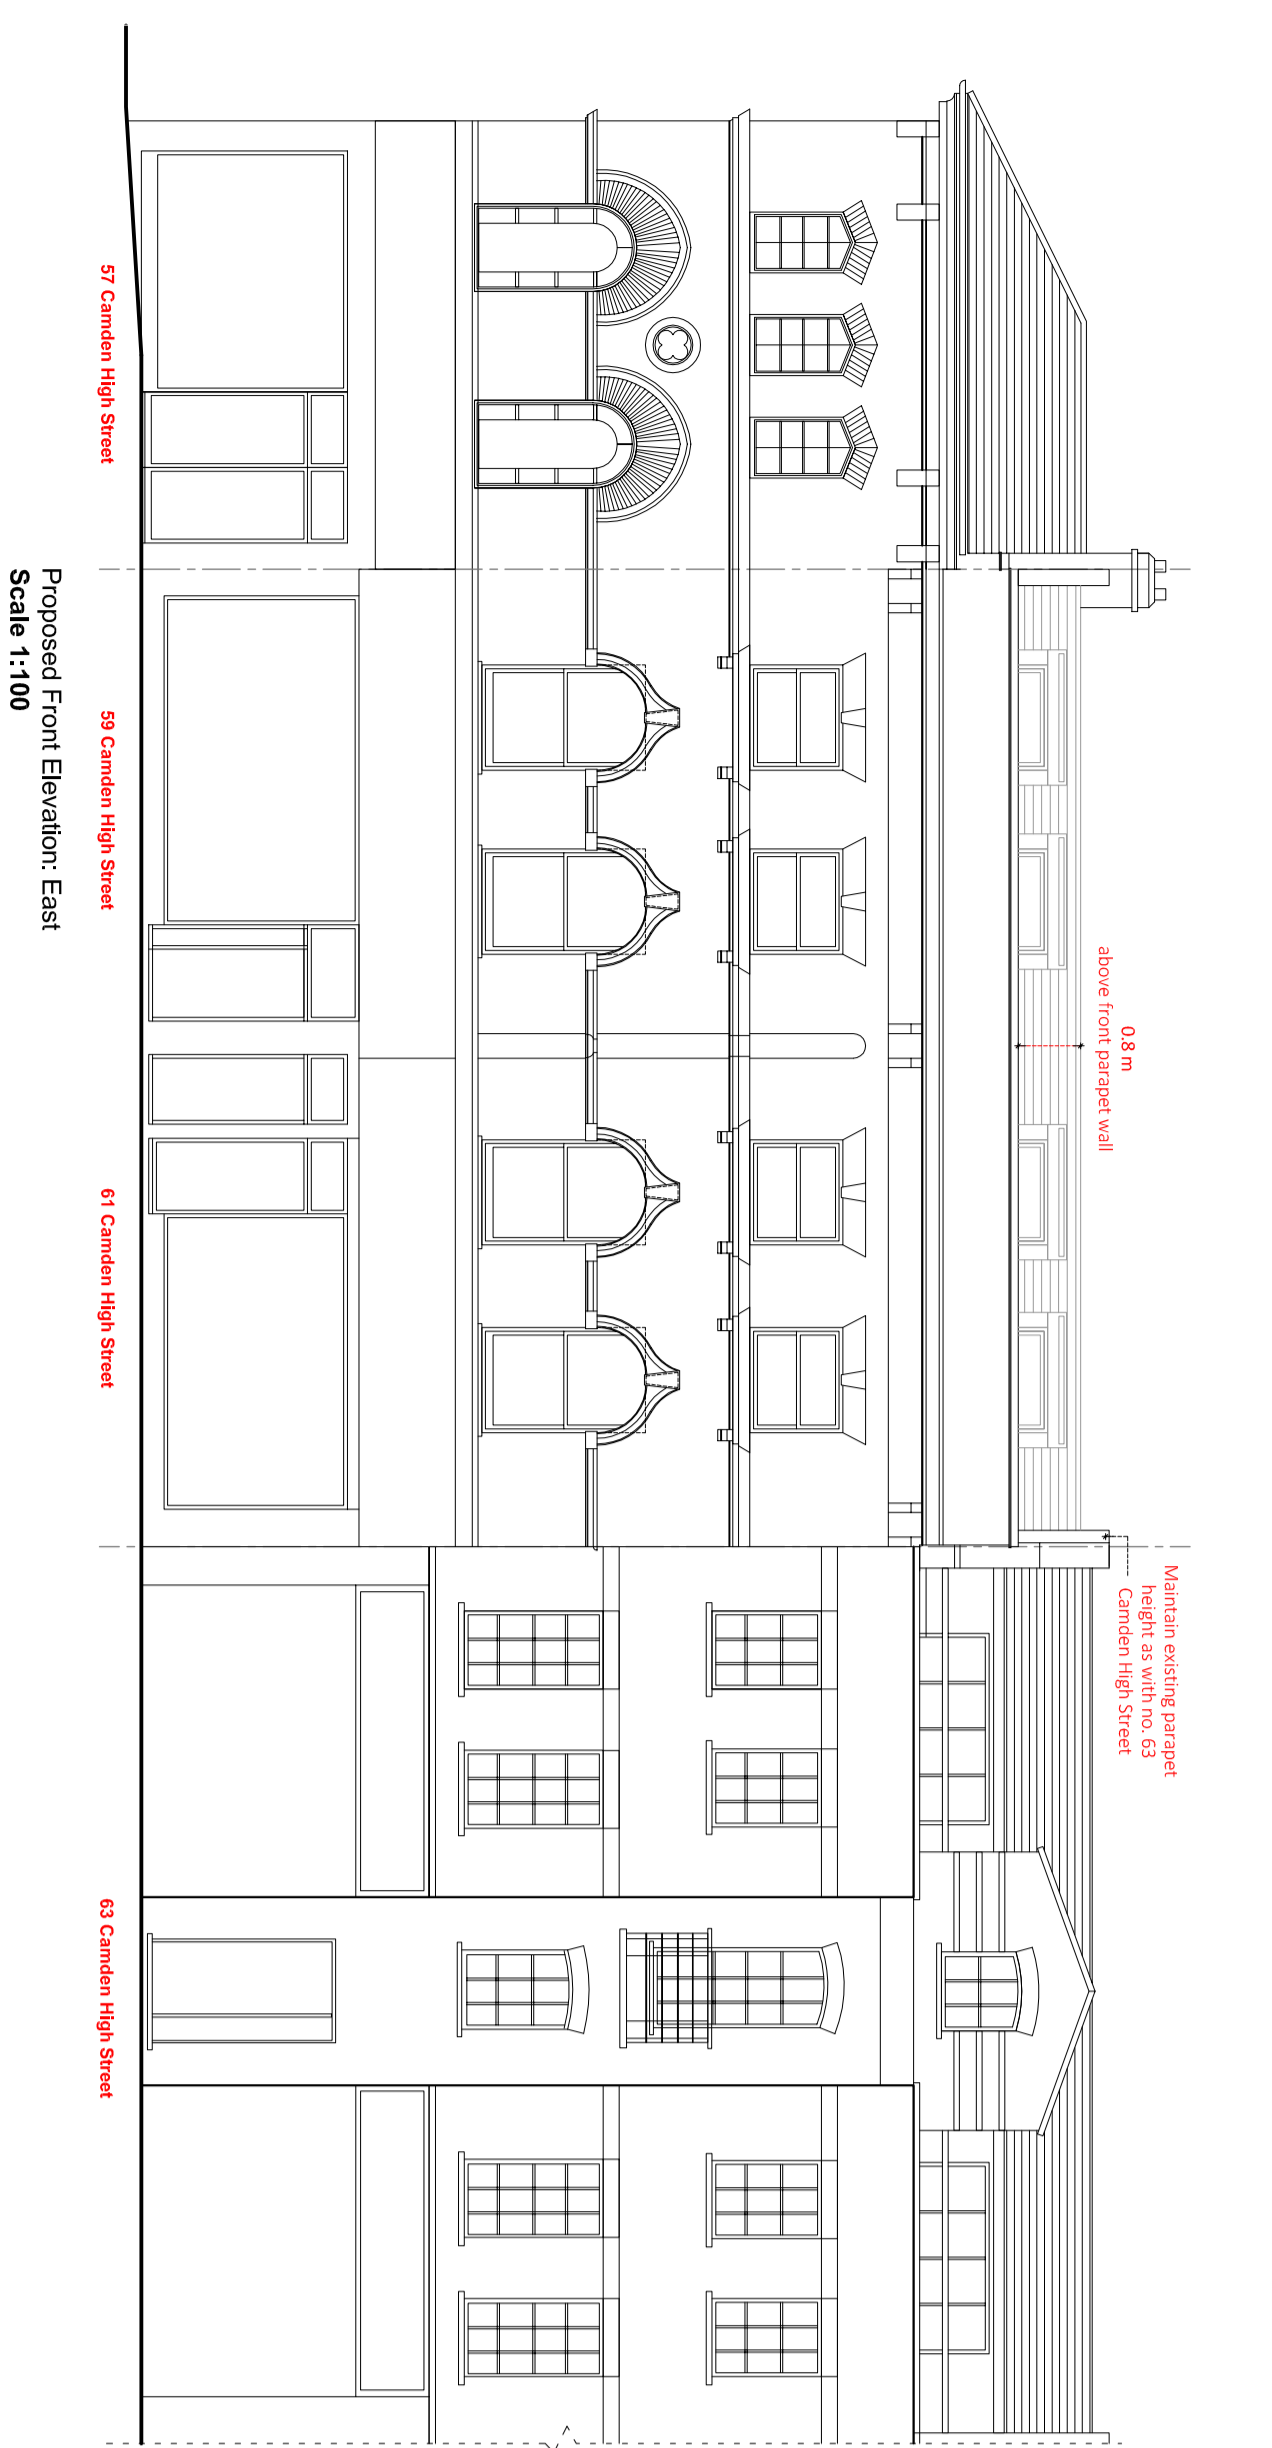 0.8 m
above front parapet wall
Maintain existing parapet
height as with no. 63
Camden High Street
57 Camden High Street
59 Camden High Street
61 Camden High Street
63 Camden High Street
Proposed Front Elevation: East
Scale 1:100